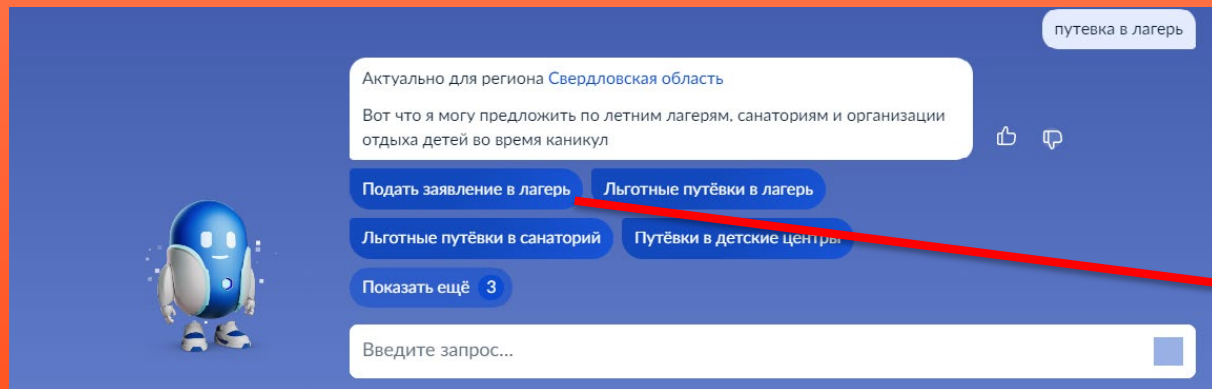 путевка в лагерь
Актуально для региона Свердловская область
Вот что я могу предложить по летним лагерям, санаториям и организации
отдыха детей во время каникул
Подать заявление в лагерь
Льготные путёвки в лагерь
Льготные путёвки в санаторий
Путёвки в детские центры
Показать ещё 3
Введите запрос...